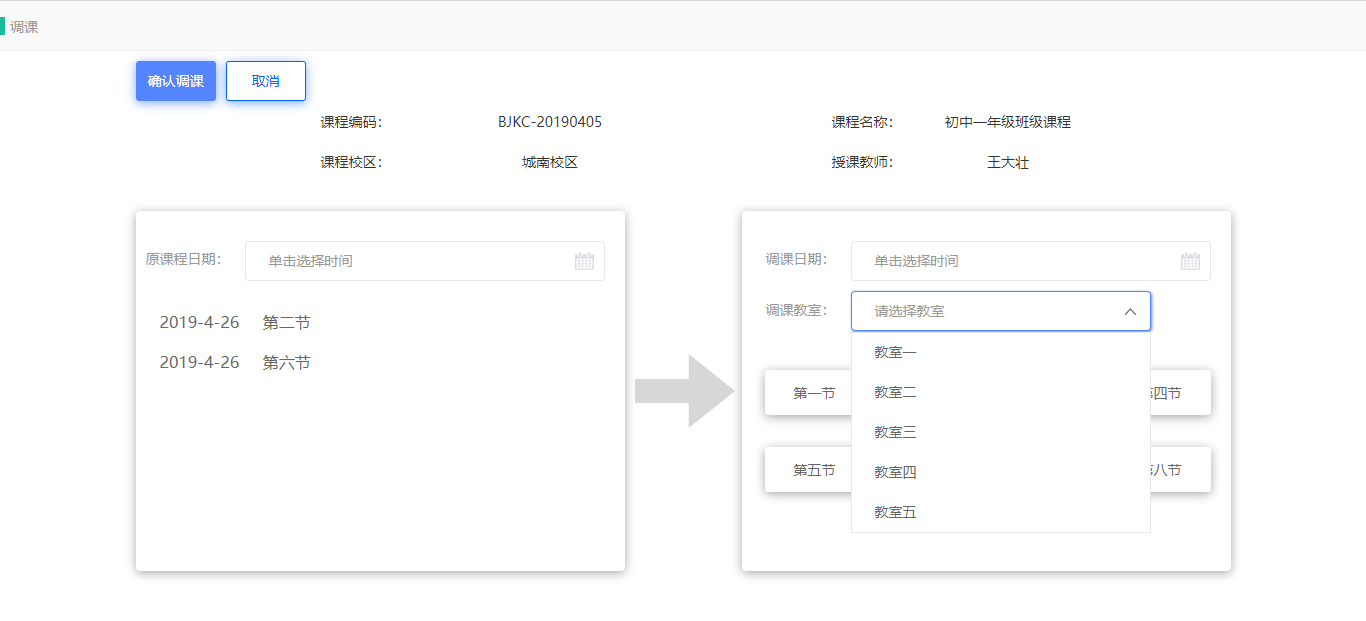 调课
确认调课 取消
课程编码： BJKC-20190405 课程名称： 初中一年级班级课程
课程校区： 城南校区 授课教师： 王大壮
原课程日期： 单击选择时间
2019-4-26 第二节
2019-4-26 第六节
调课日期： 单击选择时间
调课教室： 请选择教室
教室一
教室二
教室三
教室四
教室五
第一节 第四节
第五节 第八节